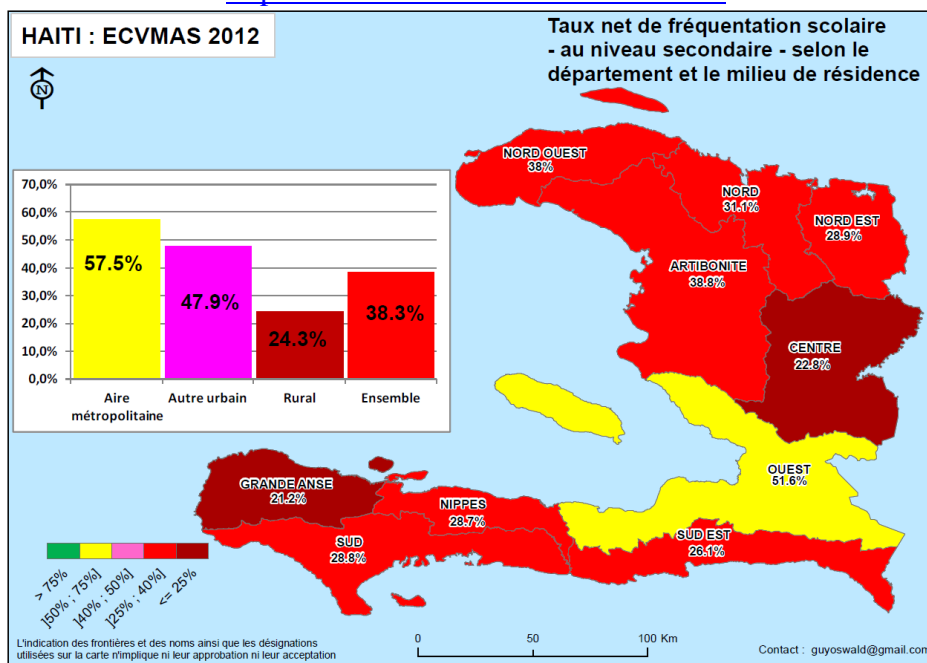 HAITI : ECVMAS 2012
Taux net de fréquentation scolaire
- au niveau secondaire - selon le
département et le milieu de résidence
N
NORD OUEST
38%
NORD
31.1%
NORD EST
28.9%
ARTIBONITE
38.8%
CENTRE
22.8%
OUEST
51.6%
GRANDE ANSE
21.2%
NIPPES
28.7%
SUD
28.8%
SUD EST
26.1%
70,0%
60,0%
50,0%
40,0%
30,0%
20,0%
10,0%
0,0%
57.5%
47.9%
24.3%
38.3%
Aire
métropolitaine
Autre urbain
Rural
Ensemble
> 75%
]50% ; 75%]
]40% ; 50%]
]25% ; 40%]
<= 25%
L'indication des frontières et des noms ainsi que les désignations
utilisées sur la carte n'implique ni leur approbation ni leur acceptation
0 50 100 Km
Contact : guyoswald@gmail.com